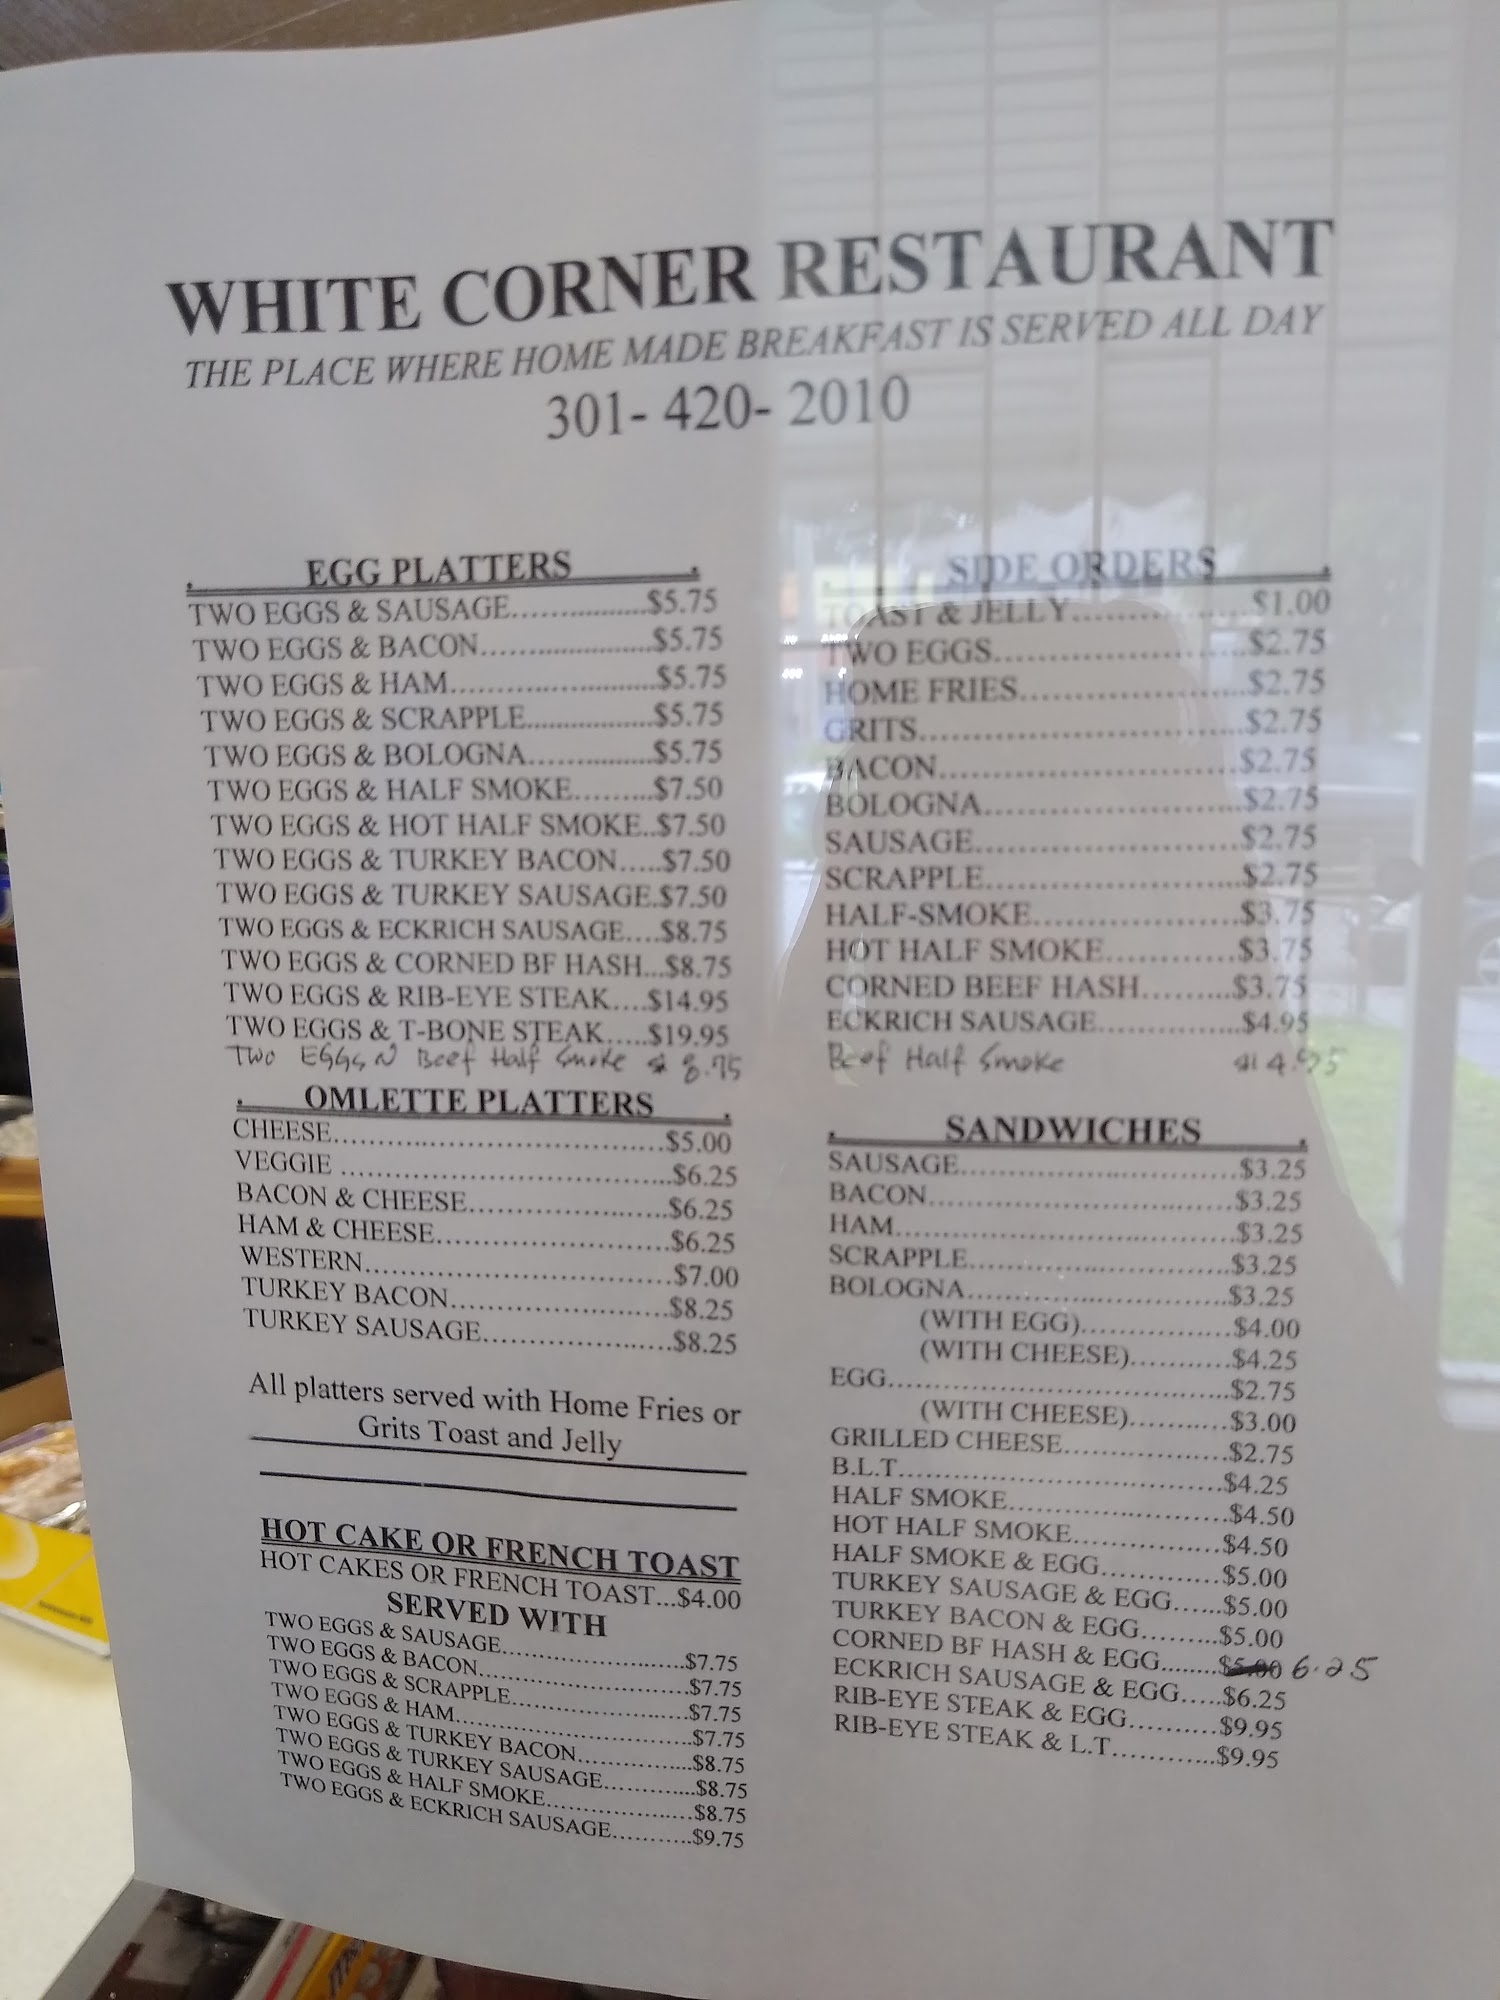 WHITE CORNER RESTAURANT
THE PLACE WHERE HOME MADE BREAKFAST IS SERVED ALL DAY
301- 420- 2010
EGG PLATTERS
TWO EGGS & SAUSAGE.....................$5.75
TWO EGGS & BACON.......................$5.75
TWO EGGS & HAM...........................$5.75
TWO EGGS & SCRAPPLE.................$5.75
TWO EGGS & BOLOGNA.................$5.75
TWO EGGS & HALF SMOKE.........$7.50
TWO EGGS & HOT HALF SMOKE..$7.50
TWO EGGS & TURKEY BACON.....$7.50
TWO EGGS & TURKEY SAUSAGE.$7.50
TWO EGGS & ECKRICH SAUSAGE....$8.75
TWO EGGS & CORNED BF HASH...$8.75
TWO EGGS & RIB-EYE STEAK....$14.95
TWO EGGS & T-BONE STEAK.....$19.95
Two EGGS N Beef Half Smoke $ 8.75
OMLETTE PLATTERS
CHEESE.............................................$5.00
VEGGIE .............................................$6.25
BACON & CHEESE...........................$6.25
HAM & CHEESE................................$6.25
WESTERN..........................................$7.00
TURKEY BACON..............................$8.25
TURKEY SAUSAGE.........................$8.25
All platters served with Home Fries or
Grits Toast and Jelly
HOT CAKE OR FRENCH TOAST
HOT CAKES OR FRENCH TOAST...$4.00
SERVED WITH
TWO EGGS & SAUSAGE.........................$7.75
TWO EGGS & BACON.............................$7.75
TWO EGGS & SCRAPPLE........................$7.75
TWO EGGS & HAM................................$7.75
TWO EGGS & TURKEY BACON...............$8.75
TWO EGGS & TURKEY SAUSAGE............$8.75
TWO EGGS & HALF SMOKE....................$8.75
TWO EGGS & ECKRICH SAUSAGE...........$9.75
SIDE ORDERS
TOAST & JELLY.......................$1.00
TWO EGGS................................$2.75
HOME FRIES.............................$2.75
GRITS.........................................$2.75
BACON......................................$2.75
BOLOGNA.................................$2.75
SAUSAGE..................................$2.75
SCRAPPLE.................................$2.75
HALF-SMOKE...........................$3.75
HOT HALF SMOKE..................$3.75
CORNED BEEF HASH..............$3.75
ECKRICH SAUSAGE..................$4.95
Beef Half Smoke
SANDWICHES
SAUSAGE....................................$3.25
BACON........................................$3.25
HAM............................................$3.25
SCRAPPLE..................................$3.25
BOLOGNA..................................$3.25
(WITH EGG)....................$4.00
(WITH CHEESE)..............$4.25
EGG.............................................$2.75
(WITH CHEESE)..............$3.00
GRILLED CHEESE.......................$2.75
B.L.T............................................$4.25
HALF SMOKE.............................$4.50
HOT HALF SMOKE.....................$4.50
HALF SMOKE & EGG.................$5.00
TURKEY SAUSAGE & EGG......$5.00
TURKEY BACON & EGG..........$5.00
CORNED BF HASH & EGG........$5.00 6.25
ECKRICH SAUSAGE & EGG.....$6.25
RIB-EYE STEAK & EGG...........$9.95
RIB-EYE STEAK & L.T..............$9.95